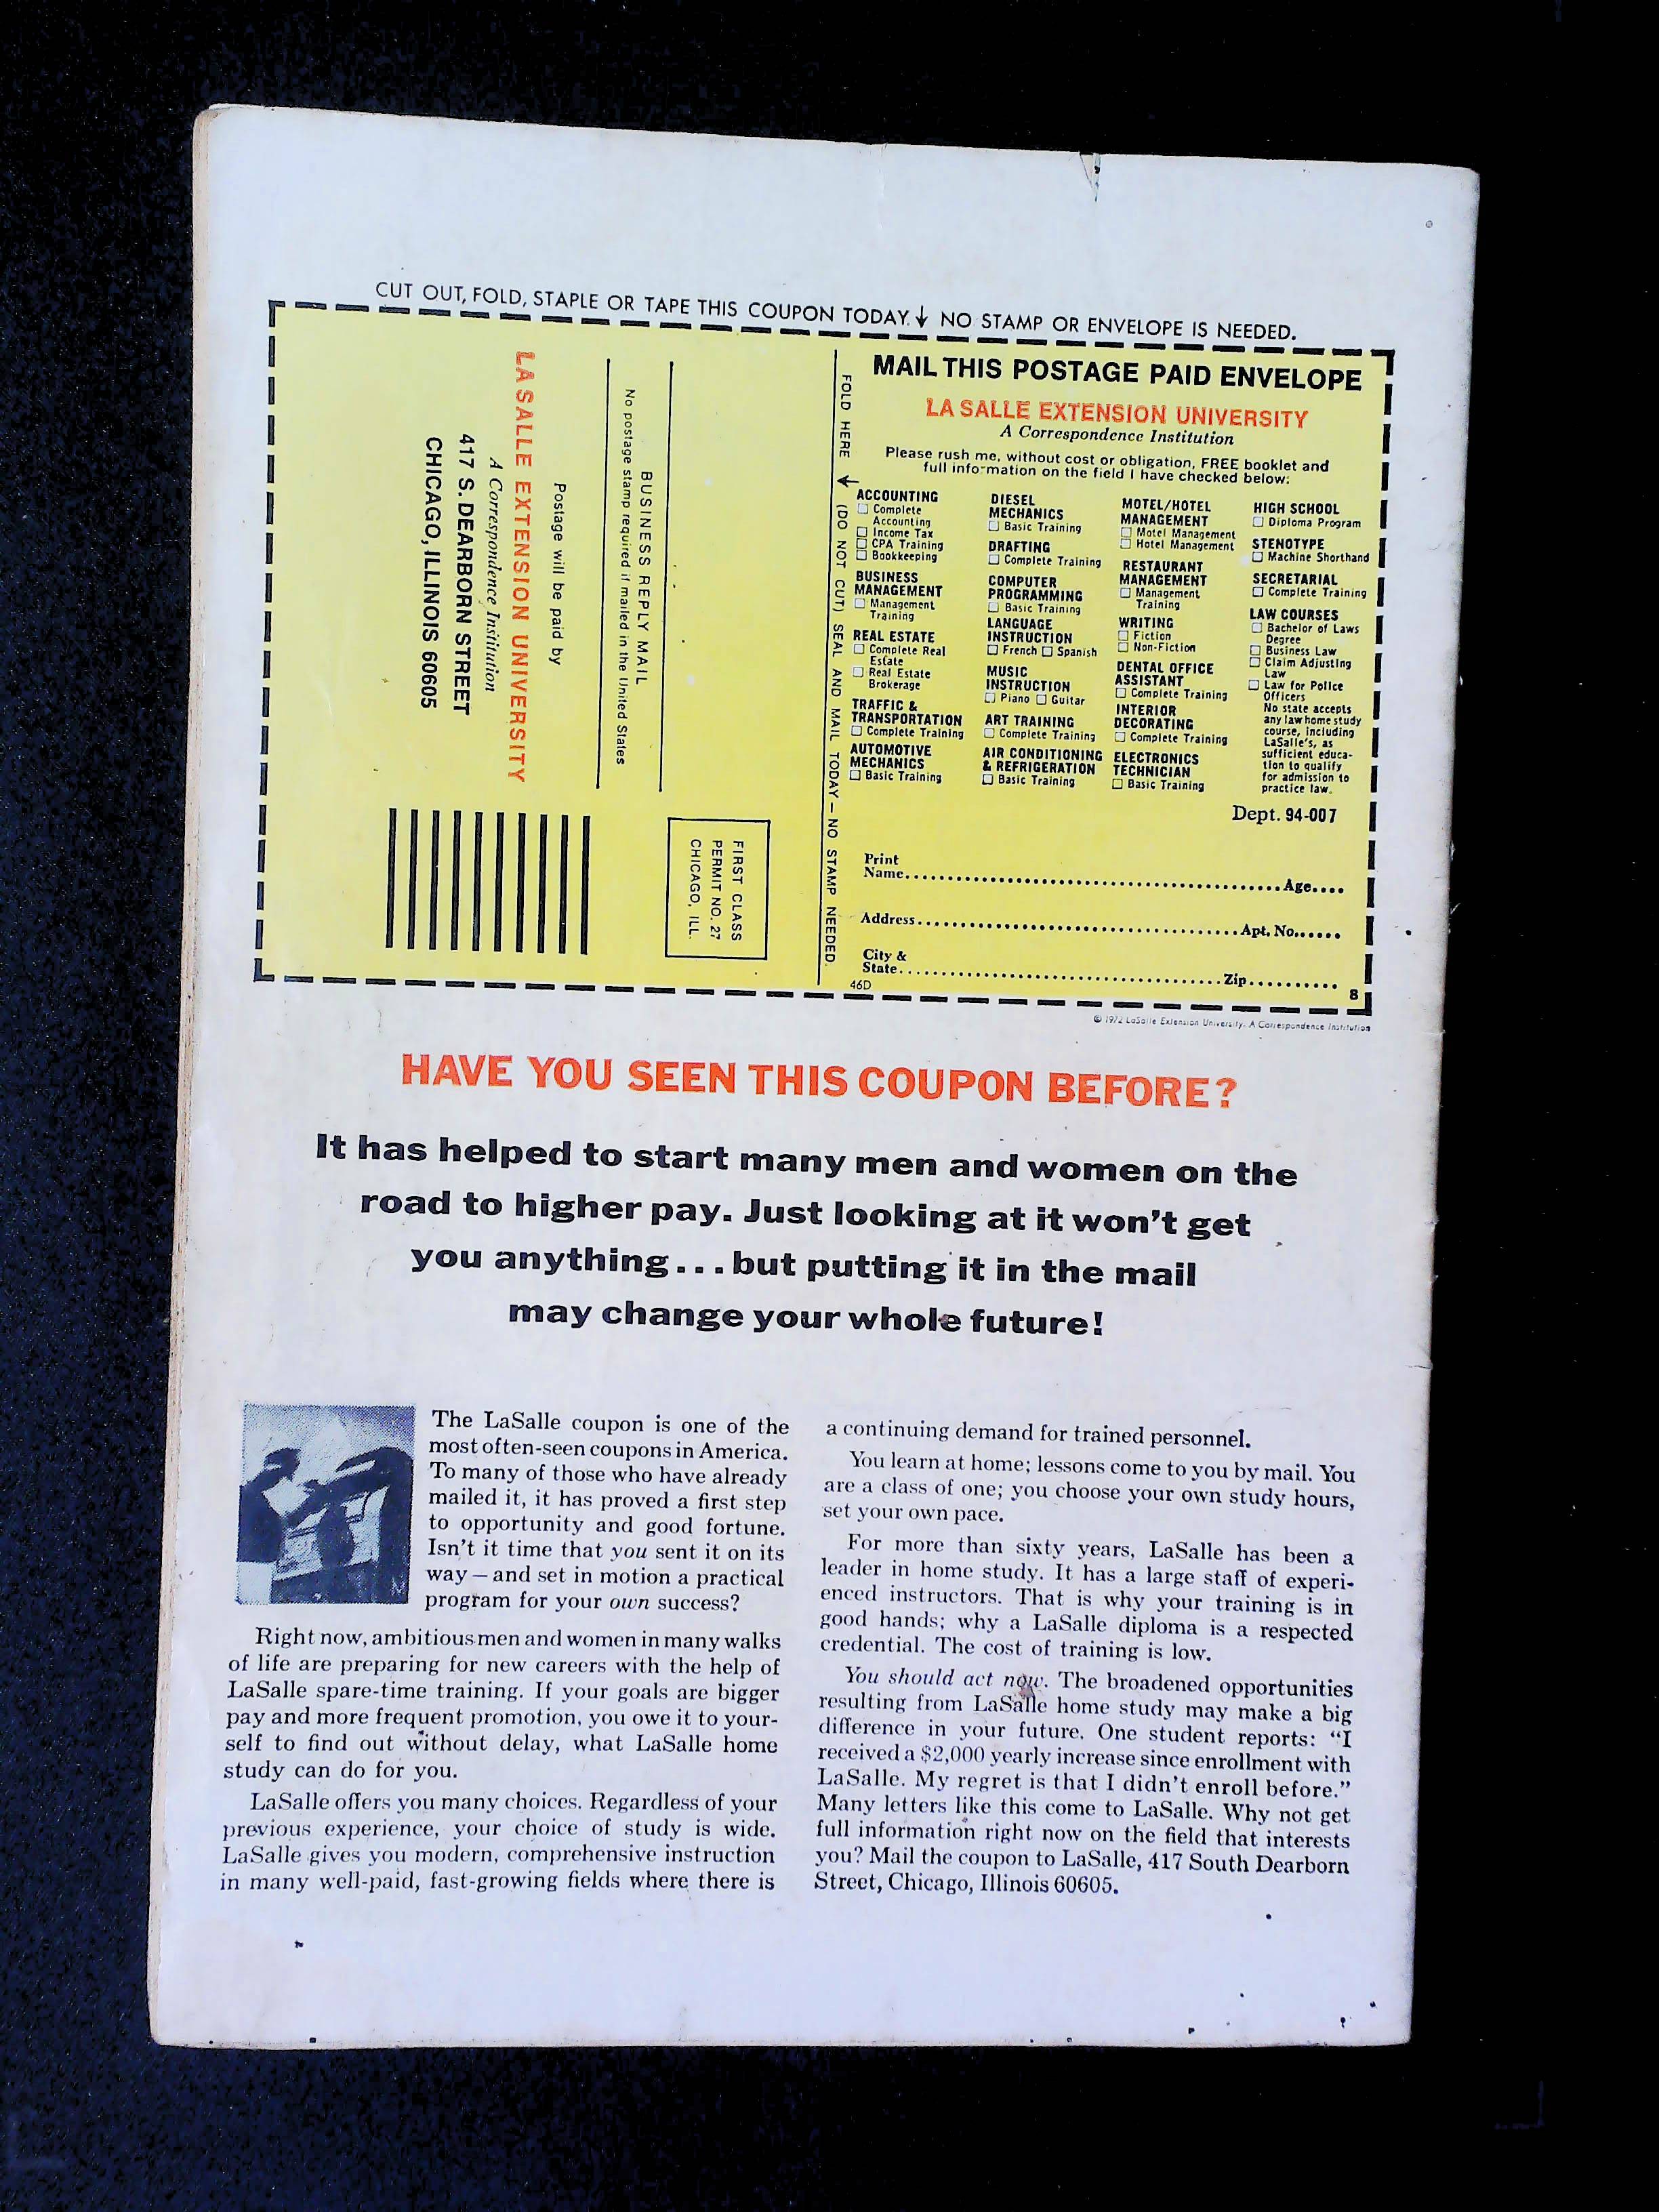 CUT OUT, FOLD, STAPLE OR TAPE THIS COUPON TODAY. ↓ NO STAMP OR ENVELOPE IS NEEDED.
FIRST CLASS
PERMIT NO. 27
CHICAGO, ILL.
BUSINESS REPLY MAIL
No postage stamp required if mailed in the United States
Postage will be paid by
LA SALLE EXTENSION UNIVERSITY
A Correspondence Institution
417 S. DEARBORN STREET
CHICAGO, ILLINOIS 60605
FOLD HERE ↓ (DO NOT CUT) SEAL AND MAIL TODAY — NO STAMP NEEDED.
MAIL THIS POSTAGE PAID ENVELOPE
LA SALLE EXTENSION UNIVERSITY
A Correspondence Institution
Please rush me, without cost or obligation, FREE booklet and
full information on the field I have checked below:
ACCOUNTING
☐ Complete
Accounting
☐ Income Tax
☐ CPA Training
☐ Bookkeeping
BUSINESS
MANAGEMENT
☐ Management
Training
REAL ESTATE
☐ Complete Real
Estate
☐ Real Estate
Brokerage
TRAFFIC &
TRANSPORTATION
☐ Complete Training
AUTOMOTIVE
MECHANICS
☐ Basic Training
DIESEL
MECHANICS
☐ Basic Training
DRAFTING
☐ Complete Training
COMPUTER
PROGRAMMING
☐ Basic Training
LANGUAGE
INSTRUCTION
☐ French ☐ Spanish
MUSIC
INSTRUCTION
☐ Piano ☐ Guitar
ART TRAINING
☐ Complete Training
AIR CONDITIONING
& REFRIGERATION
☐ Basic Training
MOTEL/HOTEL
MANAGEMENT
☐ Motel Management
☐ Hotel Management
RESTAURANT
MANAGEMENT
☐ Management
Training
WRITING
☐ Fiction
☐ Non-Fiction
DENTAL OFFICE
ASSISTANT
☐ Complete Training
INTERIOR
DECORATING
☐ Complete Training
ELECTRONICS
TECHNICIAN
☐ Basic Training
HIGH SCHOOL
☐ Diploma Program
STENOTYPE
☐ Machine Shorthand
SECRETARIAL
☐ Complete Training
LAW COURSES
☐ Bachelor of Laws
Degree
☐ Business Law
☐ Claim Adjusting
Law
☐ Law for Police
Officers
No state accepts
any law home study
course, including
LaSalle's, as
sufficient educa-
tion to qualify
for admission to
practice law.
Dept. 94-007
Print
Name........................................Age....
Address....................................Apt. No......
City &
State....................................Zip..........
46D
8
© 1972 LaSalle Extension University. A Correspondence Institution
HAVE YOU SEEN THIS COUPON BEFORE?
It has helped to start many men and women on the
road to higher pay. Just looking at it won't get
you anything...but putting it in the mail
may change your whole future!
The LaSalle coupon is one of the
most often-seen coupons in America.
To many of those who have already
mailed it, it has proved a first step
to opportunity and good fortune.
Isn't it time that you sent it on its
way—and set in motion a practical
program for your own success?
Right now, ambitious men and women in many walks
of life are preparing for new careers with the help of
LaSalle spare-time training. If your goals are bigger
pay and more frequent promotion, you owe it to your-
self to find out without delay, what LaSalle home
study can do for you.
LaSalle offers you many choices. Regardless of your
previous experience, your choice of study is wide.
LaSalle gives you modern, comprehensive instruction
in many well-paid, fast-growing fields where there is
a continuing demand for trained personnel.
You learn at home; lessons come to you by mail. You
are a class of one; you choose your own study hours,
set your own pace.
For more than sixty years, LaSalle has been a
leader in home study. It has a large staff of experi-
enced instructors. That is why your training is in
good hands; why a LaSalle diploma is a respected
credential. The cost of training is low.
You should act now. The broadened opportunities
resulting from LaSalle home study may make a big
difference in your future. One student reports: "I
received a $2,000 yearly increase since enrollment with
LaSalle. My regret is that I didn't enroll before."
Many letters like this come to LaSalle. Why not get
full information right now on the field that interests
you? Mail the coupon to LaSalle, 417 South Dearborn
Street, Chicago, Illinois 60605.